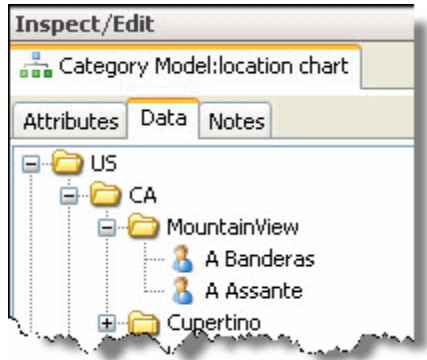 Inspect/Edit
Category Model:location chart
Attributes Data Notes
US
CA
MountainView
A Banderas
A Assante
Cupertino